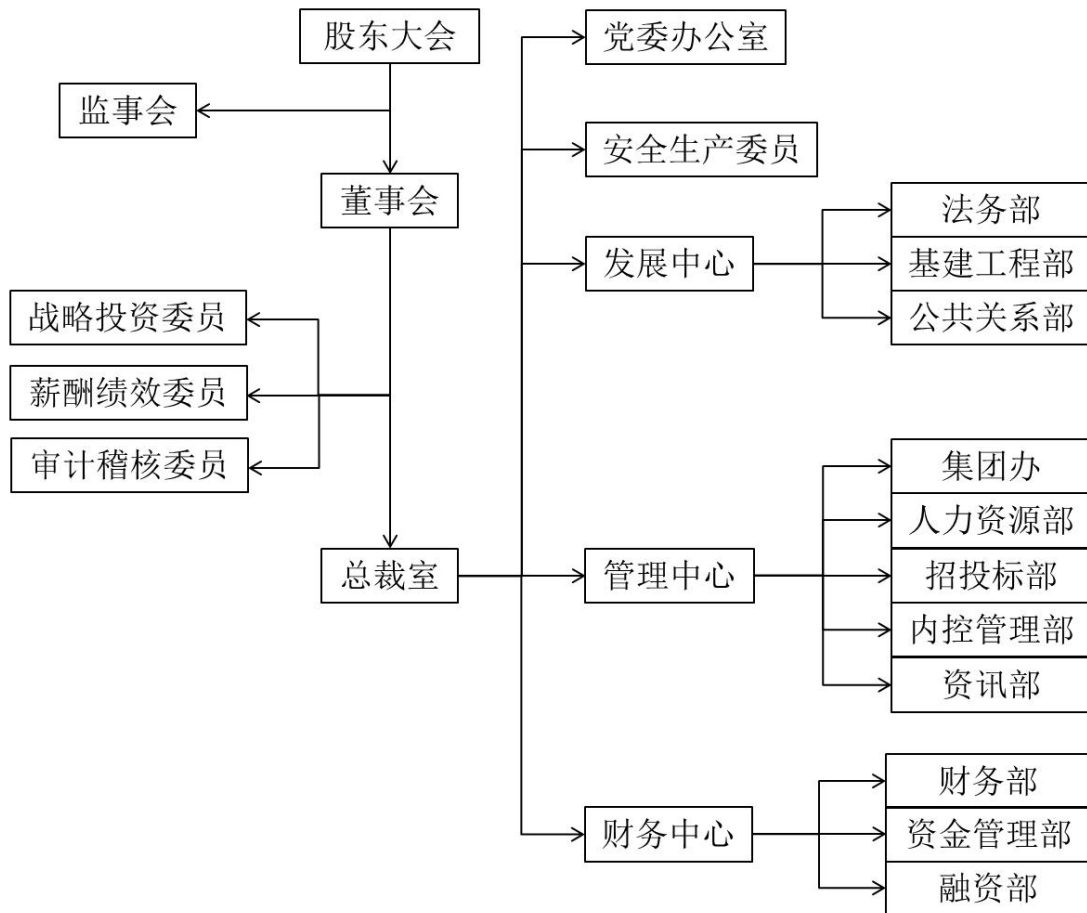 股东大会
监事会
董事会
战略投资委员
薪酬绩效委员
审计稽核委员
总裁室
党委办公室
安全生产委员
发展中心
法务部
基建工程部
公共关系部
管理中心
集团办
人力资源部
招投标部
内控管理部
资讯部
财务中心
财务部
资金管理部
融资部